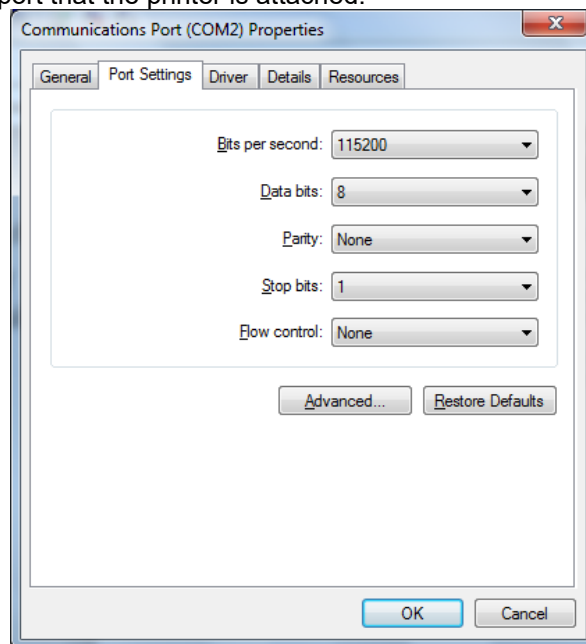 port that the printer is attached.
Communications Port (COM2) Properties
General Port Settings Driver Details Resources
Bits per second: 115200
Data bits: 8
Parity: None
Stop bits: 1
Flow control: None
Advanced... Restore Defaults
OK Cancel